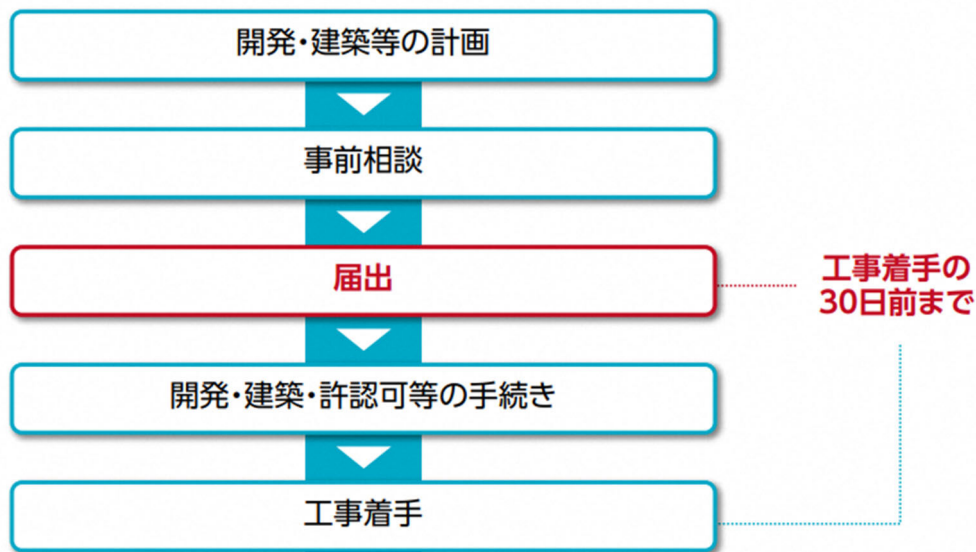 開発・建築等の計画
事前相談
届出
工事着手の
30日前まで
開発・建築・許認可等の手続き
工事着手